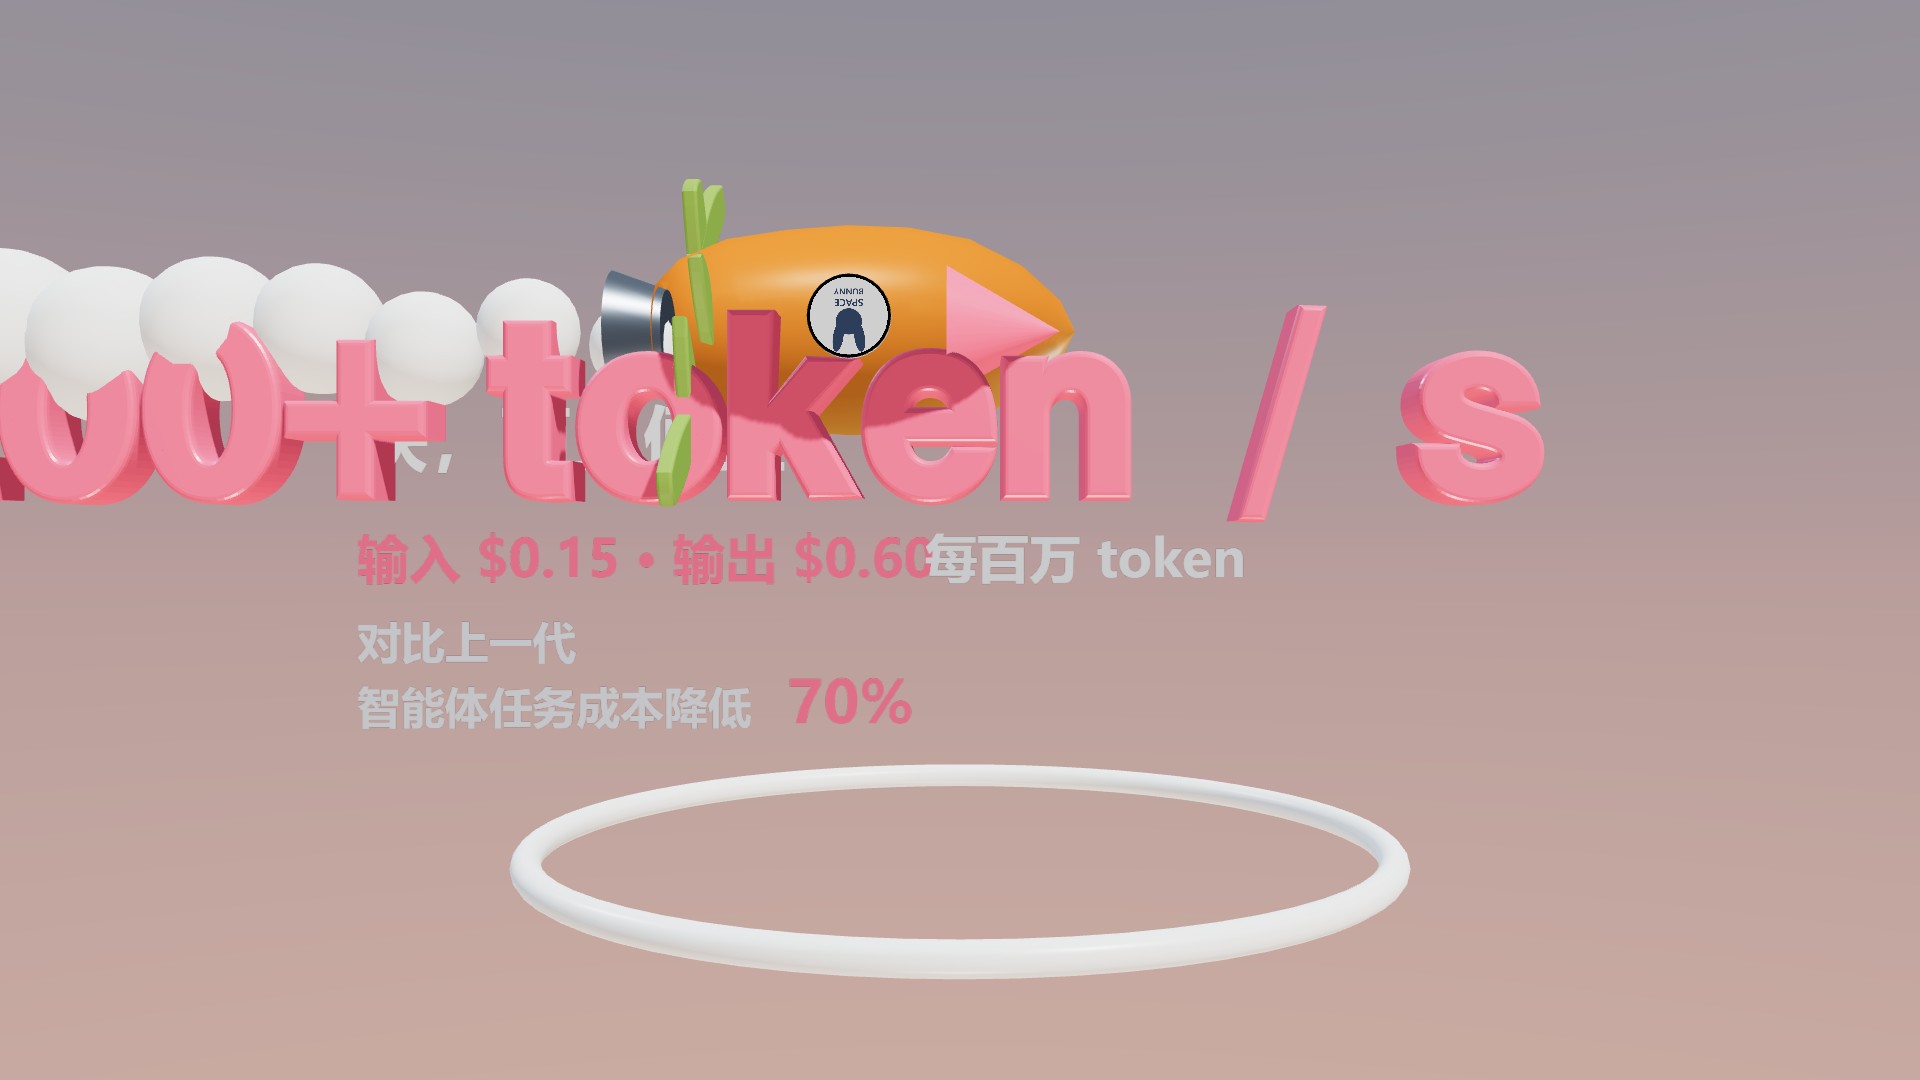 SPACE
BUNNY
00+ token / s
输入 $0.15 · 输出 $0.60 每百万 token
对比上一代
智能体任务成本降低 70%